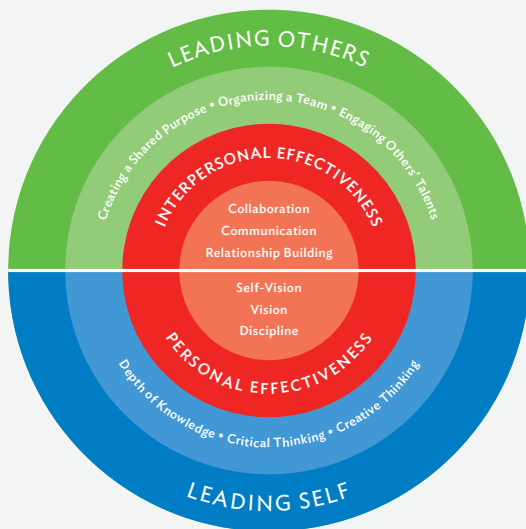 LEADING OTHERS
Creating a Shared Purpose • Organizing a Team • Engaging Others' Talents
INTERPERSONAL EFFECTIVENESS
Collaboration
Communication
Relationship Building
Self-Vision
Vision
Discipline
PERSONAL EFFECTIVENESS
Depth of Knowledge • Critical Thinking • Creative Thinking
LEADING SELF